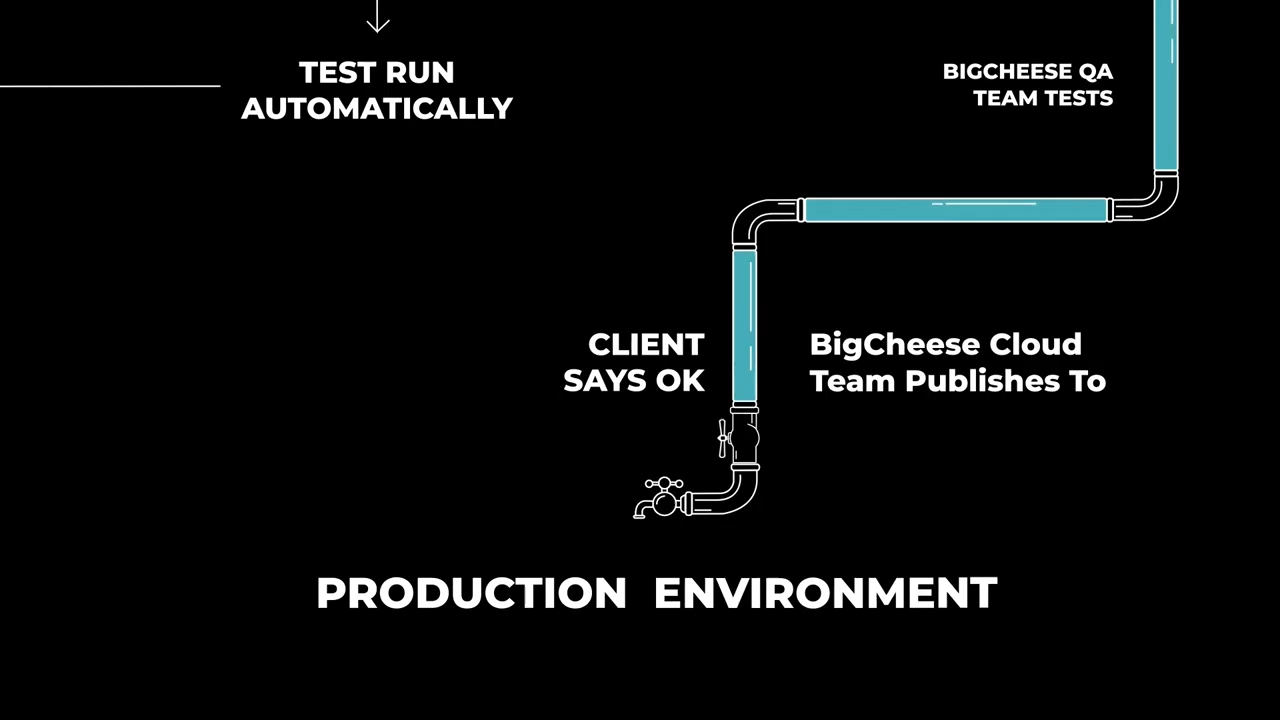 TEST RUN
AUTOMATICALLY
BIGCHEESE QA
TEAM TESTS
CLIENT
SAYS OK
BigCheese Cloud
Team Publishes To
PRODUCTION ENVIRONMENT